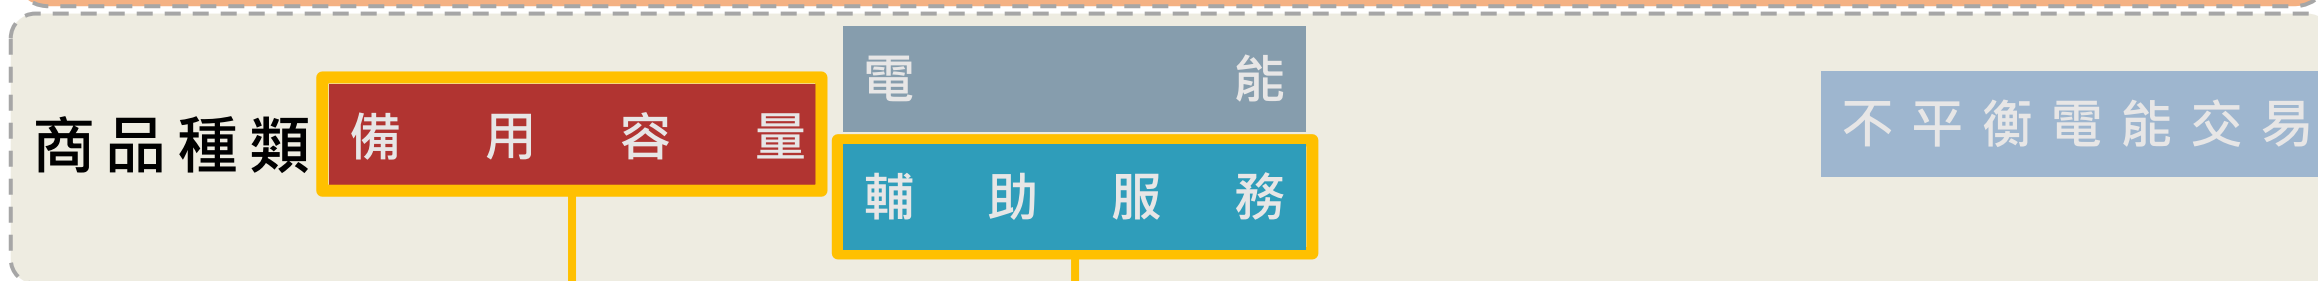 商品種類
備用容量
電能
輔助服務
不平衡電能交易